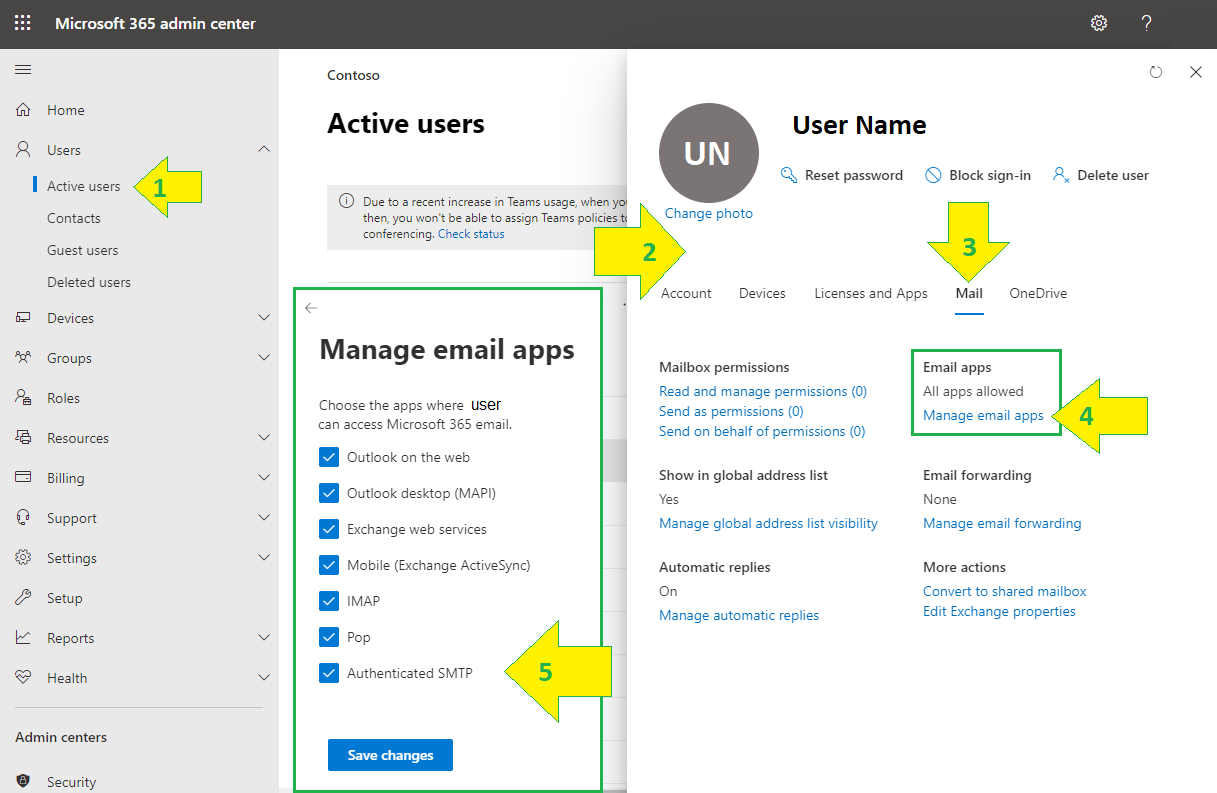 Microsoft 365 admin center
?
Home
Users
Active users
1
Contacts
Guest users
Deleted users
Devices
Groups
Roles
Resources
Billing
Support
Settings
Setup
Reports
Health
Admin centers
Security
Contoso
Active users
Due to a recent increase in Teams usage, when you
then, you won't be able to assign Teams policies to
conferencing. Check status
Manage email apps
Choose the apps where user
can access Microsoft 365 email.
Outlook on the web
Outlook desktop (MAPI)
Exchange web services
Mobile (Exchange ActiveSync)
IMAP
Pop
Authenticated SMTP
5
Save changes
UN
User Name
Reset password
Block sign-in
Delete user
Change photo
2
3
Account
Devices
Licenses and Apps
Mail
OneDrive
Mailbox permissions
Read and manage permissions (0)
Send as permissions (0)
Send on behalf of permissions (0)
Email apps
All apps allowed
Manage email apps
4
Show in global address list
Yes
Manage global address list visibility
Email forwarding
None
Manage email forwarding
Automatic replies
On
Manage automatic replies
More actions
Convert to shared mailbox
Edit Exchange properties